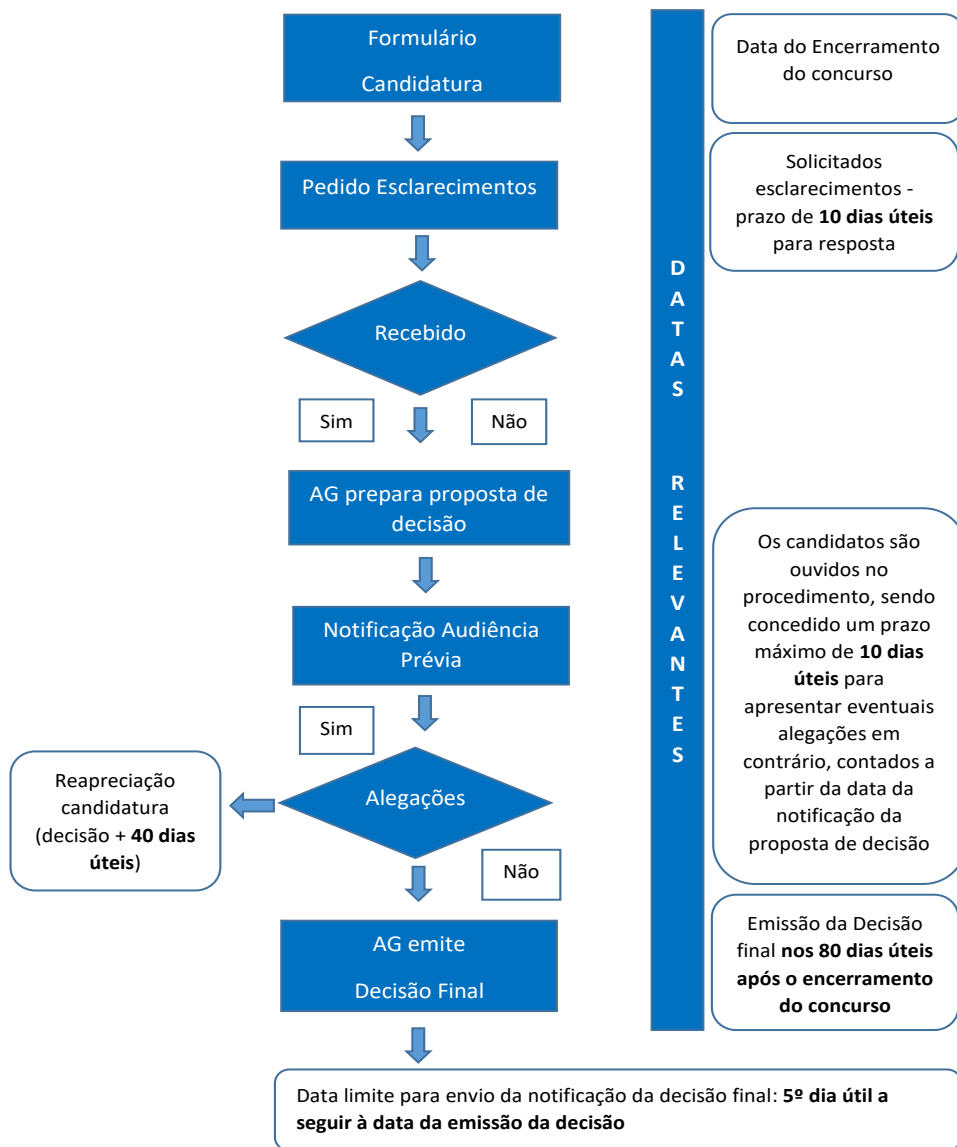 Formulário
Candidatura
Data do Encerramento
do concurso
Pedido Esclarecimentos
Solicitados
esclarecimentos -
prazo de 10 dias úteis
para resposta
Recebido
Sim
Não
DATAS RELEVANTES
AG prepara proposta de
decisão
Notificação Audiência
Prévia
Os candidatos são
ouvidos no
procedimento, sendo
concedido um prazo
máximo de 10 dias
úteis para
apresentar eventuais
alegações em
contrário, contados a
partir da data da
notificação da
proposta de decisão
Sim
Alegações
Reapreciação
candidatura
(decisão + 40 dias
úteis)
Não
AG emite
Decisão Final
Emissão da Decisão
final nos 80 dias úteis
após o encerramento
do concurso
Data limite para envio da notificação da decisão final: 5º dia útil a
seguir à data da emissão da decisão